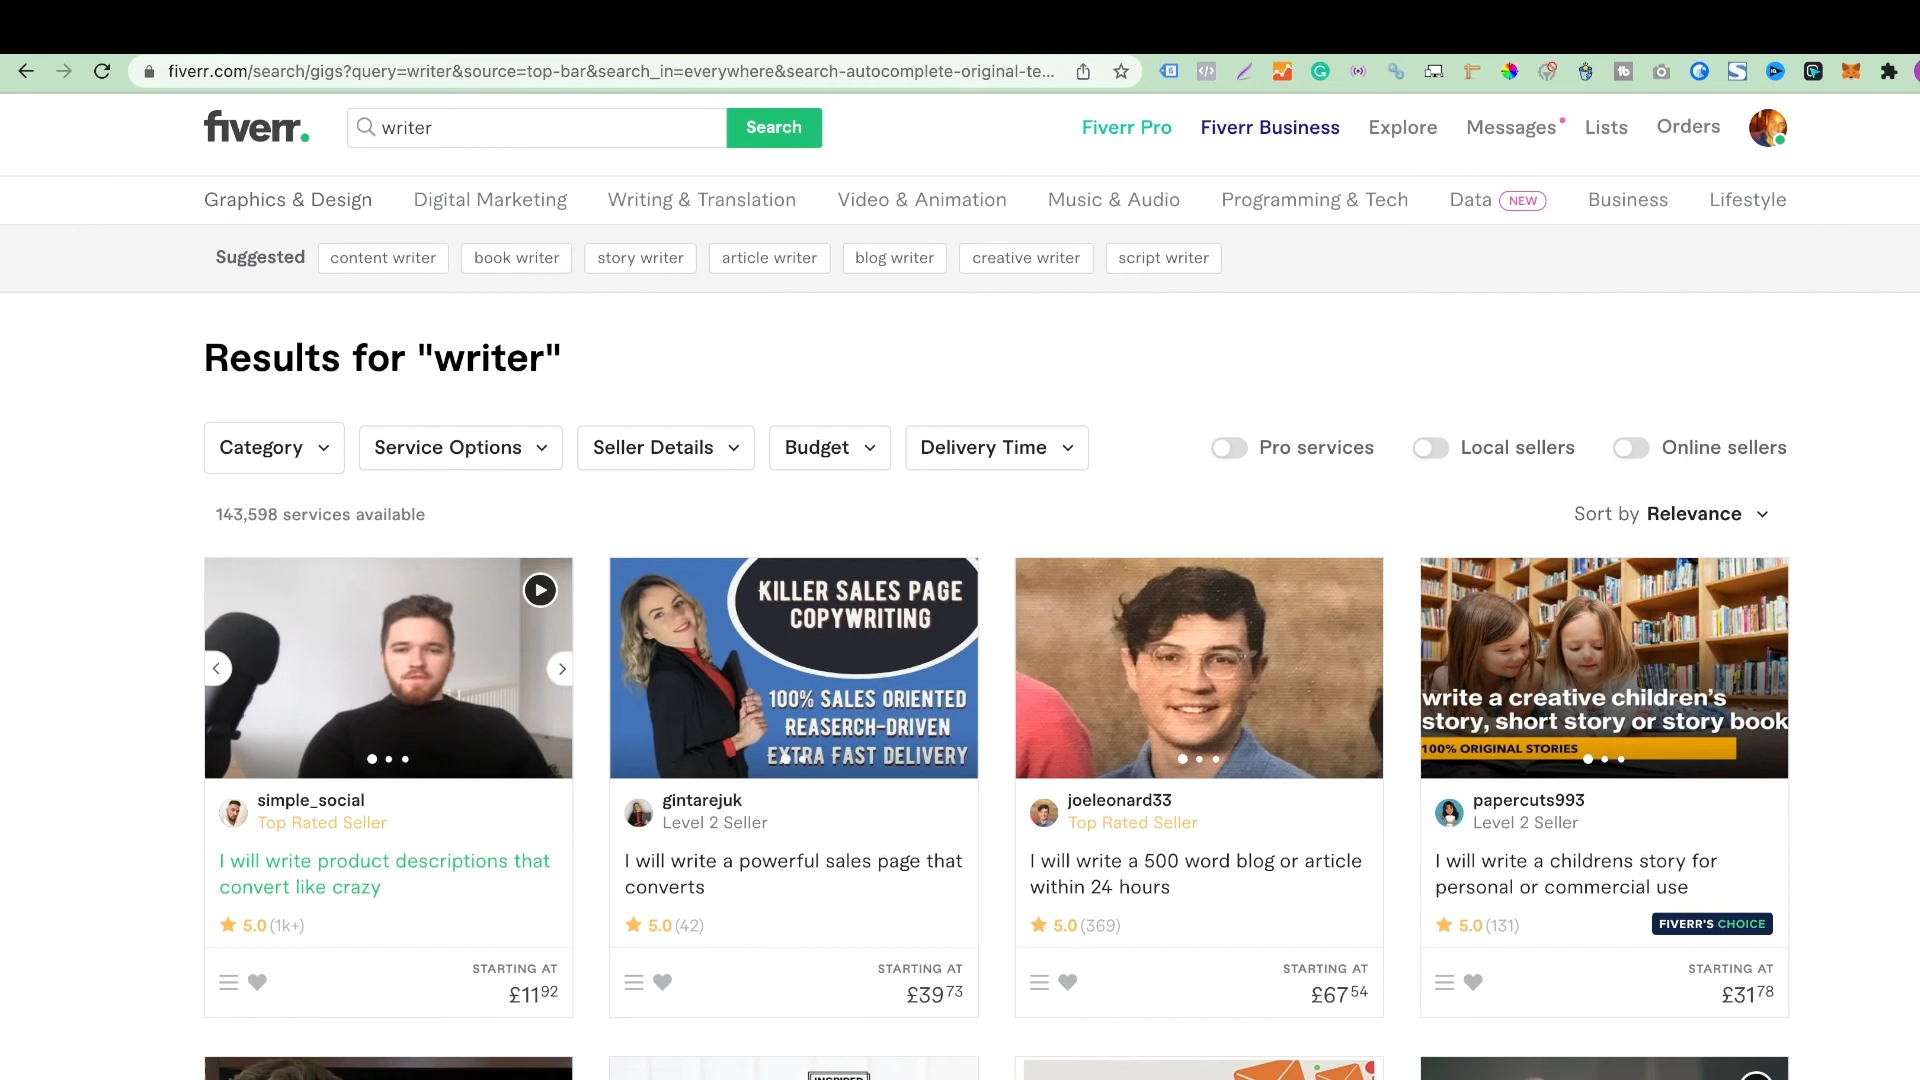 fiverr.com/search/gigs?query=writer&source=top-bar&search_in=everywhere&search-autocomplete-original-te...
fiverr.
writer
Search
Fiverr Pro
Fiverr Business
Explore
Messages
Lists
Orders
Graphics & Design
Digital Marketing
Writing & Translation
Video & Animation
Music & Audio
Programming & Tech
Data NEW
Business
Lifestyle
Suggested
content writer
book writer
story writer
article writer
blog writer
creative writer
script writer
Results for "writer"
Category
Service Options
Seller Details
Budget
Delivery Time
Pro services
Local sellers
Online sellers
143,598 services available
Sort by Relevance
KILLER SALES PAGE
COPYWRITING
100% SALES ORIENTED
REASERCH-DRIVEN
EXTRA FAST DELIVERY
write a creative children's
story, short story or story book
100% ORIGINAL STORIES
simple_social
Top Rated Seller
I will write product descriptions that
convert like crazy
5.0 (1k+)
STARTING AT
£11 92
gintarejuk
Level 2 Seller
I will write a powerful sales page that
converts
5.0 (42)
STARTING AT
£39 73
joeleonard33
Top Rated Seller
I will write a 500 word blog or article
within 24 hours
5.0 (369)
STARTING AT
£67 54
papercuts993
Level 2 Seller
I will write a childrens story for
personal or commercial use
5.0 (131)
FIVERR'S CHOICE
STARTING AT
£31 78